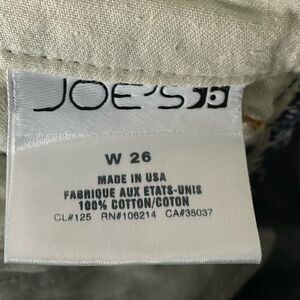 JOE'S
W 26
MADE IN USA
FABRIQUE AUX ETATS-UNIS
100% COTTON/COTON
CL#125 RN#106214 CA#35037